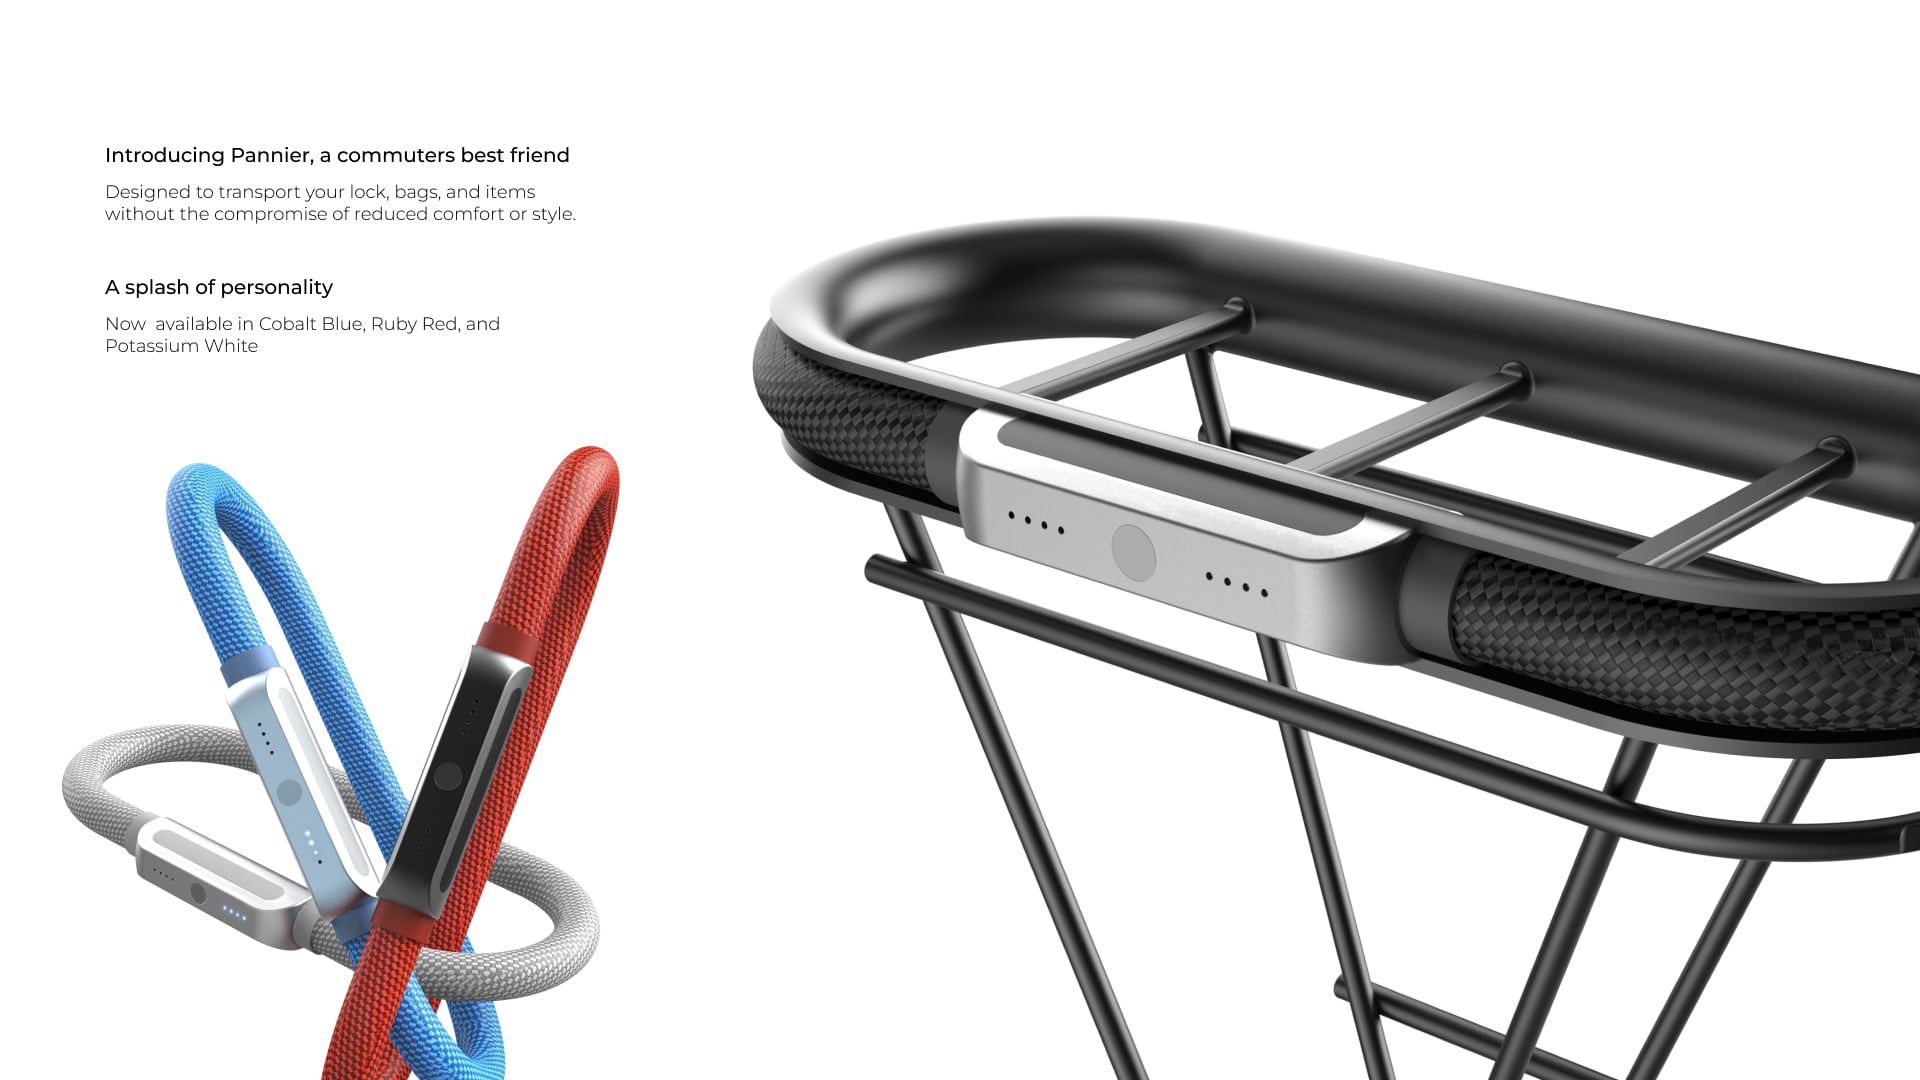 Introducing Pannier, a commuters best friend
Designed to transport your lock, bags, and items
without the compromise of reduced comfort or style.
A splash of personality
Now  available in Cobalt Blue, Ruby Red, and
Potassium White